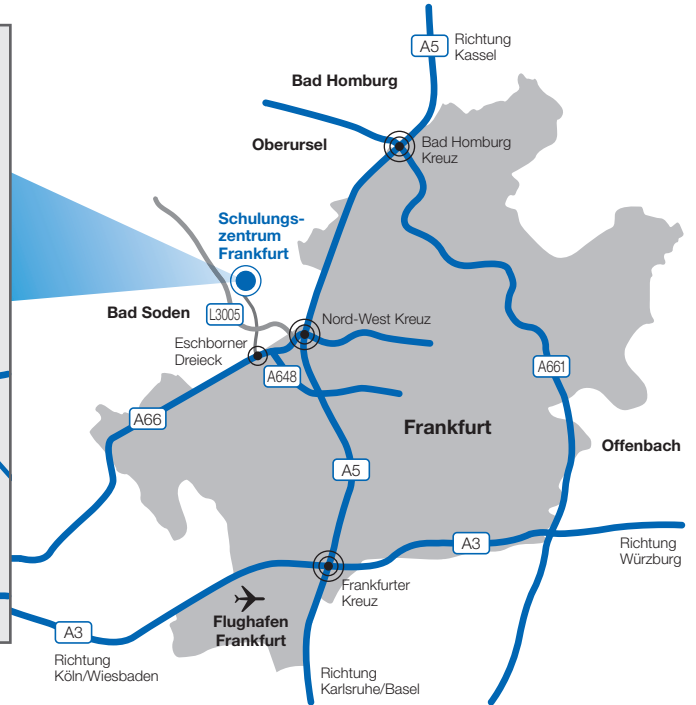 A5
Richtung
Kassel
Bad Homburg
Oberursel
Bad Homburg
Kreuz
Schulungs-
zentrum
Frankfurt
Bad Soden
L3005
Nord-West Kreuz
Eschborner
Dreieck
A648
A661
A66
Frankfurt
Offenbach
A5
A3
Richtung
Würzburg
Frankfurter
Kreuz
Flughafen
Frankfurt
A3
Richtung
Köln/Wiesbaden
Richtung
Karlsruhe/Basel